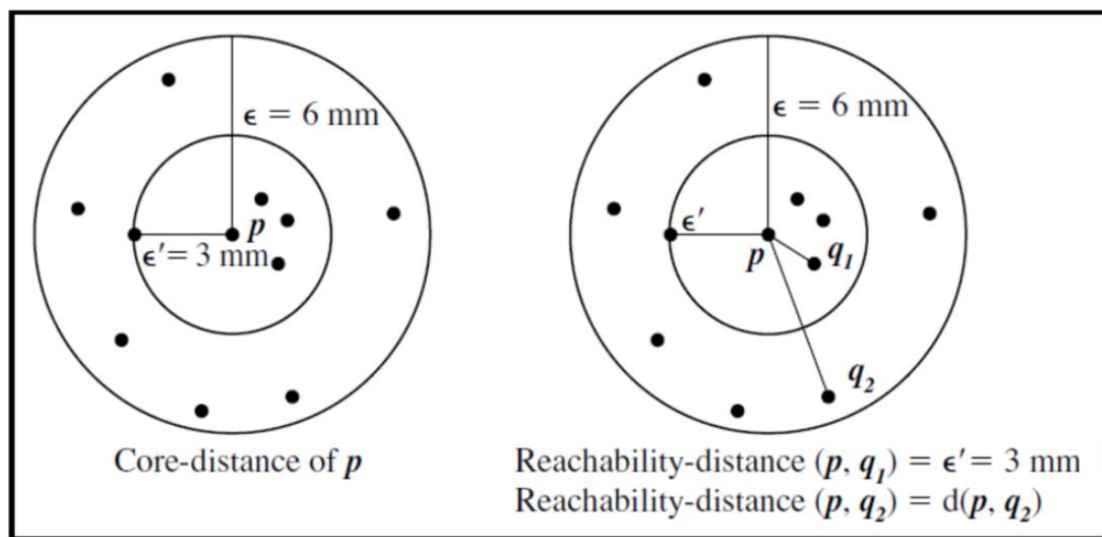 ϵ = 6 mm
p
ϵ′= 3 mm
Core-distance of p
ϵ = 6 mm
ϵ′
p
q₁
q₂
Reachability-distance (p, q₁) = ϵ′= 3 mm
Reachability-distance (p, q₂) = d(p, q₂)